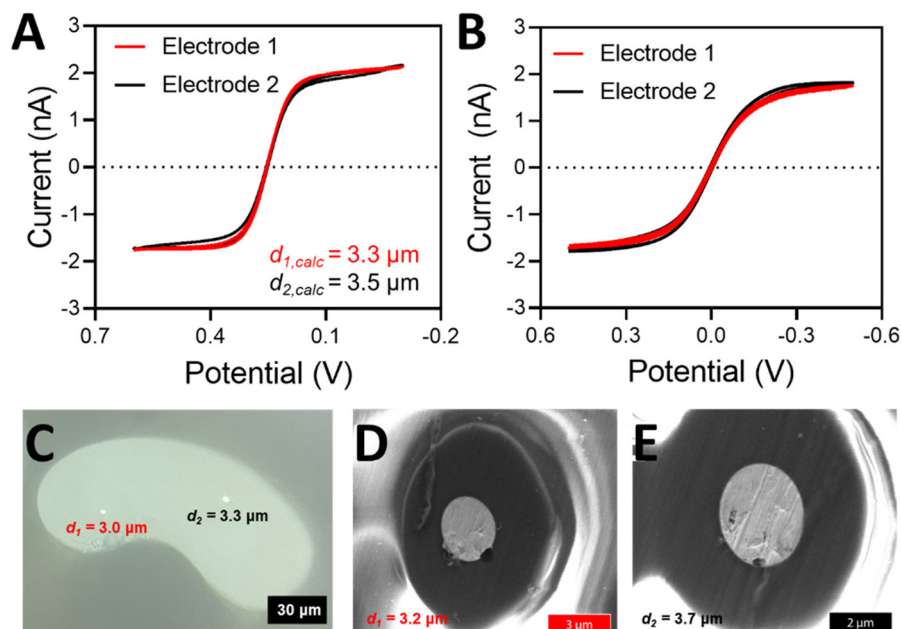 A
3
2
1
0
-1
-2
-3
Current (nA)
Electrode 1
Electrode 2
d1,calc = 3.3 µm
d2,calc = 3.5 µm
0.7 0.4 0.1 -0.2
Potential (V)
B
3
2
1
0
-1
-2
-3
Current (nA)
Electrode 1
Electrode 2
0.6 0.3 0.0 -0.3 -0.6
Potential (V)
C
d1 = 3.0 µm
d2 = 3.3 µm
30 µm
D
d1 = 3.2 µm
3 µm
E
d2 = 3.7 µm
2 µm